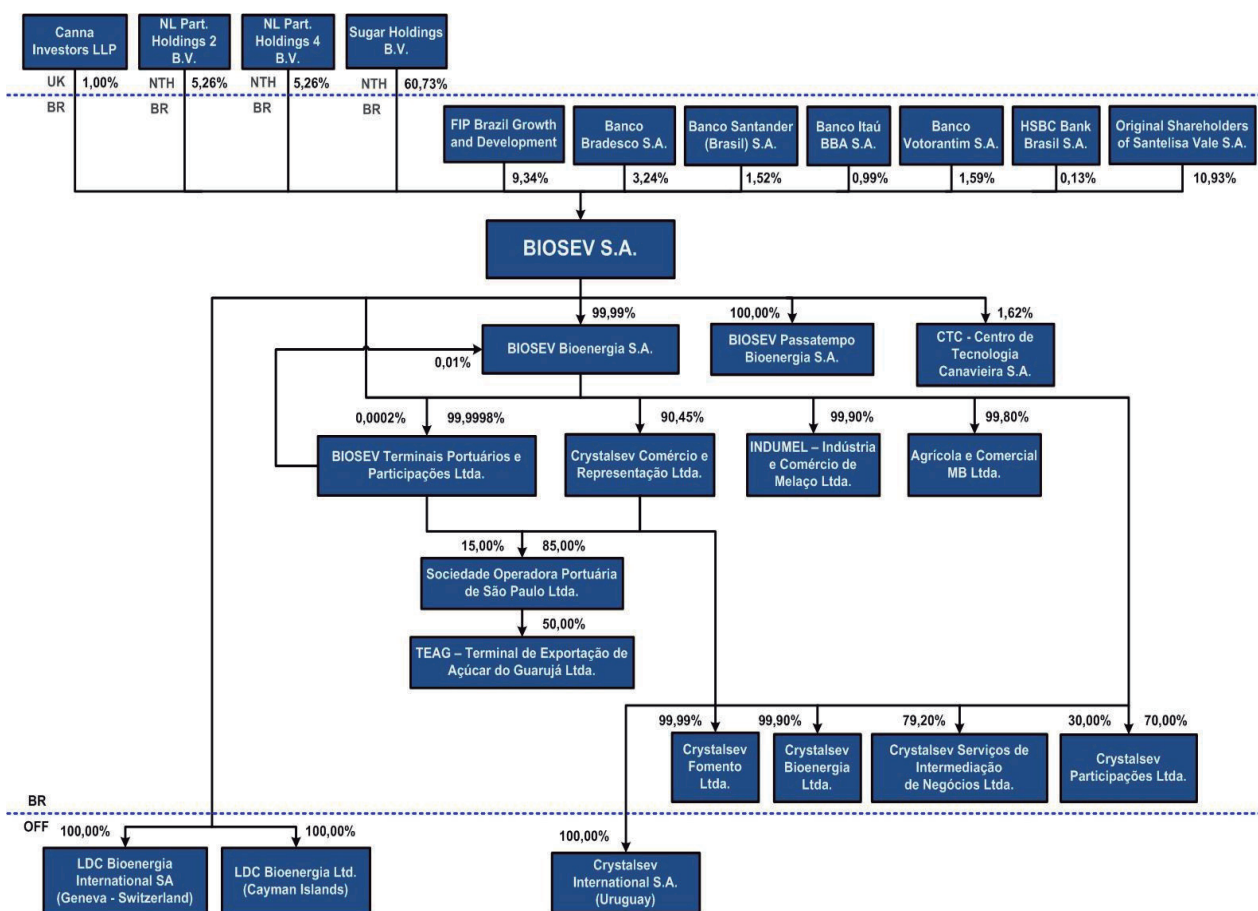 Canna
Investors LLP
NL Part.
Holdings 2
B.V.
NL Part.
Holdings 4
B.V.
Sugar Holdings
B.V.
UK 1,00%
NTH 5,26%
NTH 5,26%
NTH 60,73%
BR
BR
BR
BR
FIP Brazil Growth
and Development
Banco
Bradesco S.A.
Banco Santander
(Brasil) S.A.
Banco Itaú
BBA S.A.
Banco
Votorantim S.A.
HSBC Bank
Brasil S.A.
Original Shareholders
of Santelisa Vale S.A.
9,34%
3,24%
1,52%
0,99%
1,59%
0,13%
10,93%
BIOSEV S.A.
99,99%
100,00%
1,62%
BIOSEV Bioenergia S.A.
BIOSEV Passatempo
Bioenergia S.A.
CTC - Centro de
Tecnologia
Canavieira S.A.
0,01%
0,0002% 99,9998%
90,45%
99,90%
99,80%
BIOSEV Terminais Portuários e
Participações Ltda.
Crystalsev Comércio e
Representação Ltda.
INDUMEL – Indústria
e Comércio de
Melaço Ltda.
Agrícola e Comercial
MB Ltda.
15,00% 85,00%
Sociedade Operadora Portuária
de São Paulo Ltda.
50,00%
TEAG – Terminal de Exportação de
Açúcar do Guarujá Ltda.
99,99%
99,90%
79,20%
30,00% 70,00%
Crystalsev
Fomento
Ltda.
Crystalsev
Bioenergia
Ltda.
Crystalsev Serviços de
Intermediação
de Negócios Ltda.
Crystalsev
Participações Ltda.
BR
OFF
100,00%
100,00%
100,00%
LDC Bioenergia
International SA
(Geneva - Switzerland)
LDC Bioenergia Ltd.
(Cayman Islands)
Crystalsev
International S.A.
(Uruguay)